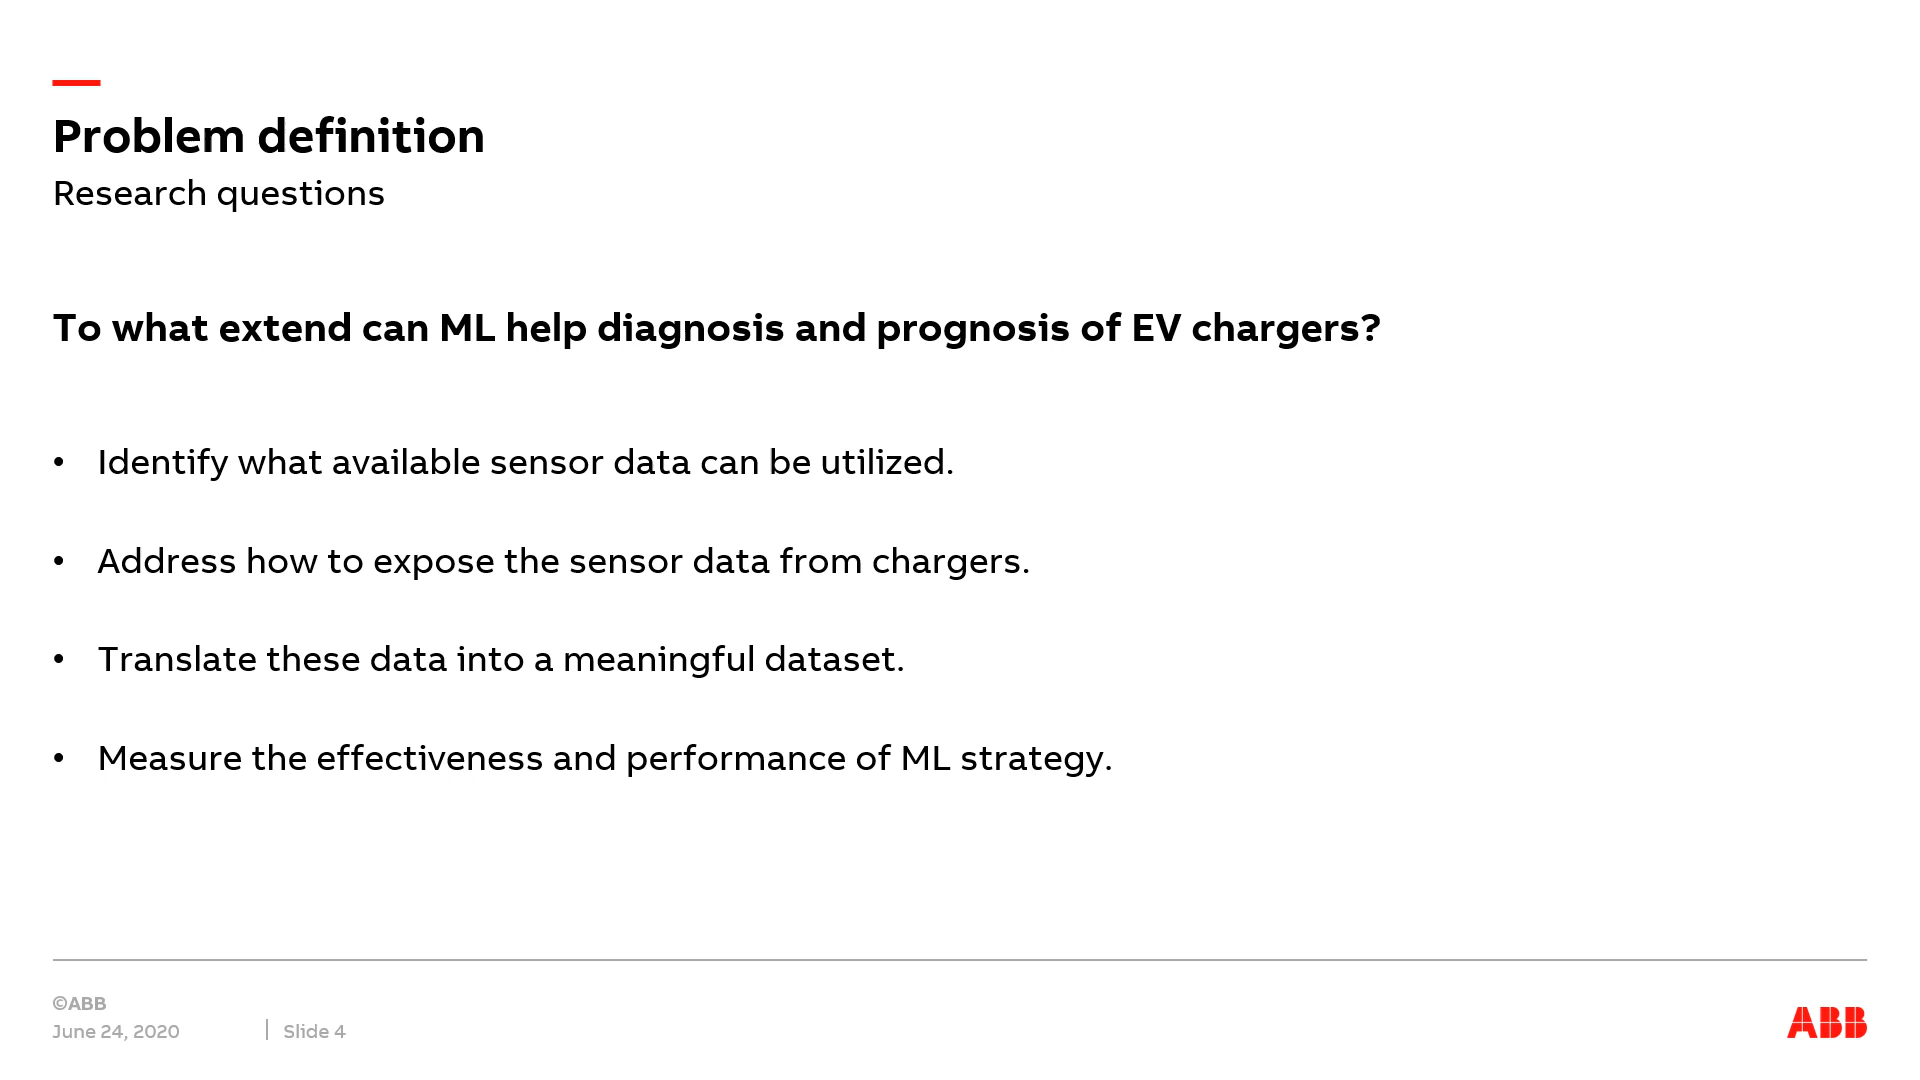 Problem definition
Research questions
To what extend can ML help diagnosis and prognosis of EV chargers?
• Identify what available sensor data can be utilized.
• Address how to expose the sensor data from chargers.
• Translate these data into a meaningful dataset.
• Measure the effectiveness and performance of ML strategy.
©ABB
June 24, 2020 | Slide 4
ABB